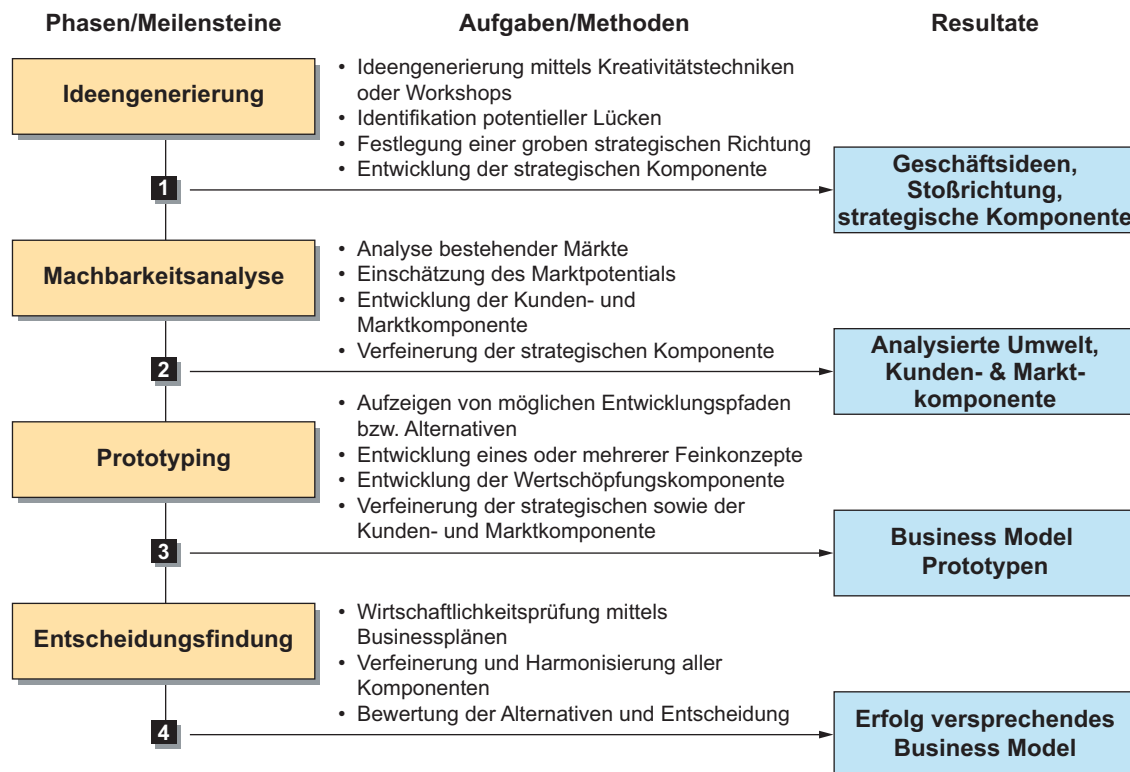 Phasen/Meilensteine
Aufgaben/Methoden
Resultate
Ideengenerierung
• Ideengenerierung mittels Kreativitätstechniken
oder Workshops
• Identifikation potentieller Lücken
• Festlegung einer groben strategischen Richtung
• Entwicklung der strategischen Komponente
1
Geschäftsideen,
Stoßrichtung,
strategische Komponente
Machbarkeitsanalyse
• Analyse bestehender Märkte
• Einschätzung des Marktpotentials
• Entwicklung der Kunden- und
Marktkomponente
• Verfeinerung der strategischen Komponente
2
Analysierte Umwelt,
Kunden- & Markt-
komponente
Prototyping
• Aufzeigen von möglichen Entwicklungspfaden
bzw. Alternativen
• Entwicklung eines oder mehrerer Feinkonzepte
• Entwicklung der Wertschöpfungskomponente
• Verfeinerung der strategischen sowie der
Kunden- und Marktkomponente
3
Business Model
Prototypen
Entscheidungsfindung
• Wirtschaftlichkeitsprüfung mittels
Businessplänen
• Verfeinerung und Harmonisierung aller
Komponenten
• Bewertung der Alternativen und Entscheidung
4
Erfolg versprechendes
Business Model